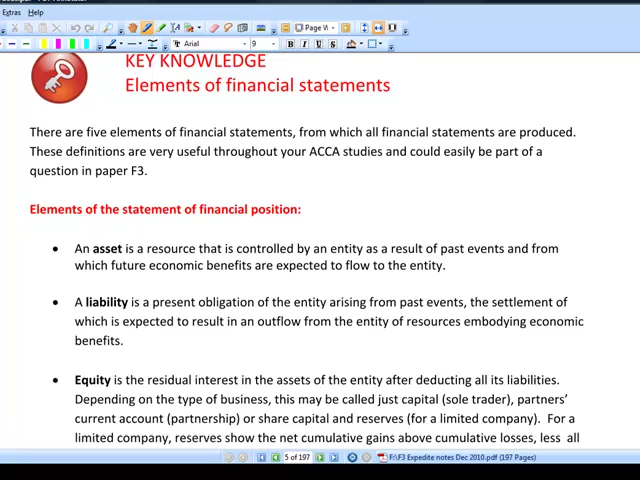 Extras Help
Page V
Arial 9 B I S
KEY KNOWLEDGE
Elements of financial statements
There are five elements of financial statements, from which all financial statements are produced.
These definitions are very useful throughout your ACCA studies and could easily be part of a
question in paper F3.
Elements of the statement of financial position:
• An asset is a resource that is controlled by an entity as a result of past events and from
which future economic benefits are expected to flow to the entity.
• A liability is a present obligation of the entity arising from past events, the settlement of
which is expected to result in an outflow from the entity of resources embodying economic
benefits.
• Equity is the residual interest in the assets of the entity after deducting all its liabilities.
Depending on the type of business, this may be called just capital (sole trader), partners’
current account (partnership) or share capital and reserves (for a limited company). For a
limited company, reserves show the net cumulative gains above cumulative losses, less all
5 of 197 F:\F3 Expedite notes Dec 2010.pdf (197 Pages)